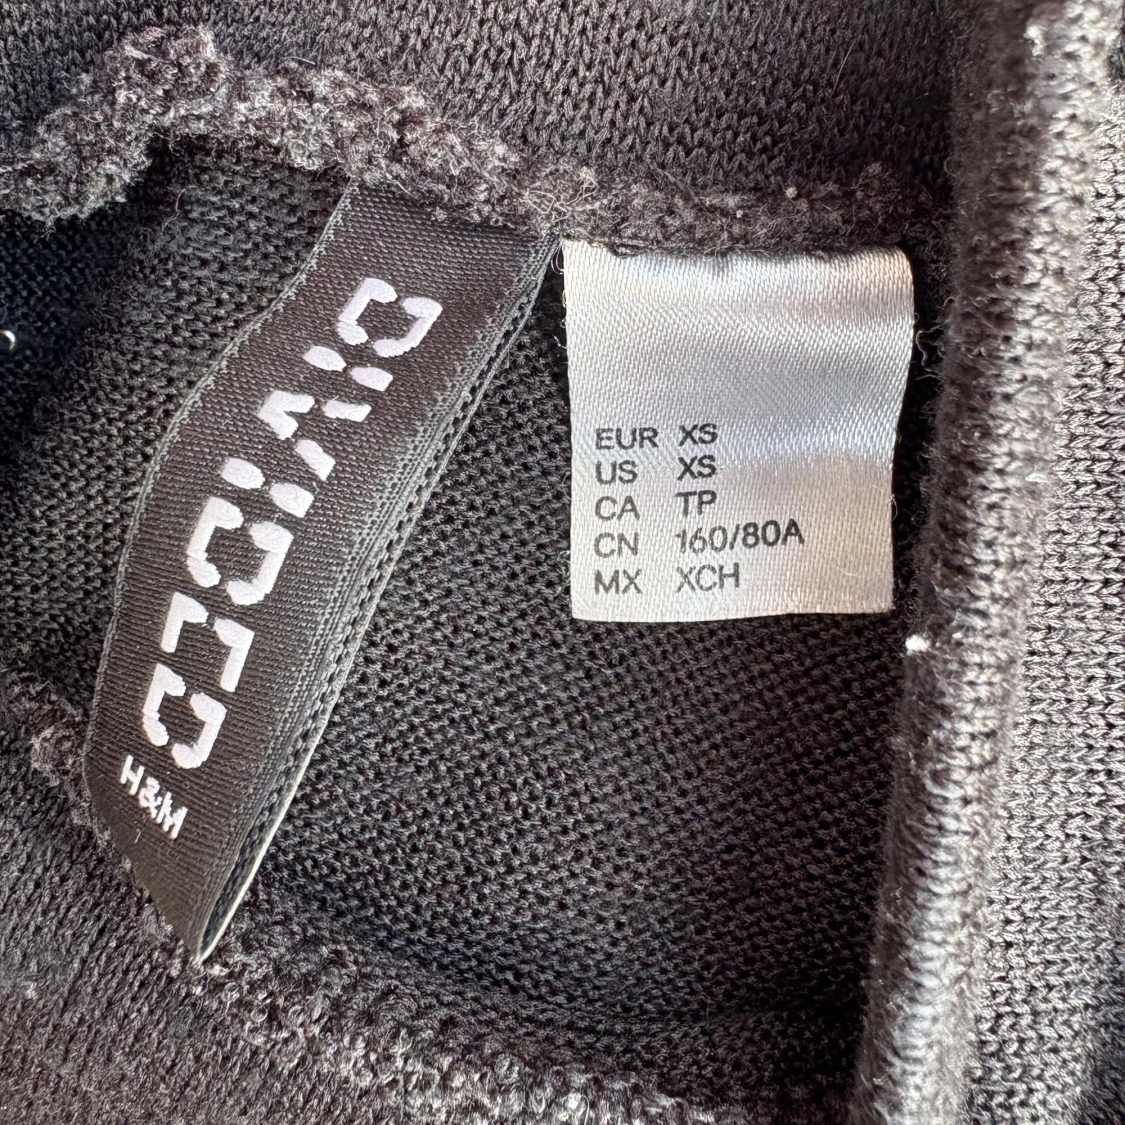 DIVIDED
H&M
EUR XS
US XS
CA TP
CN 160/80A
MX XCH